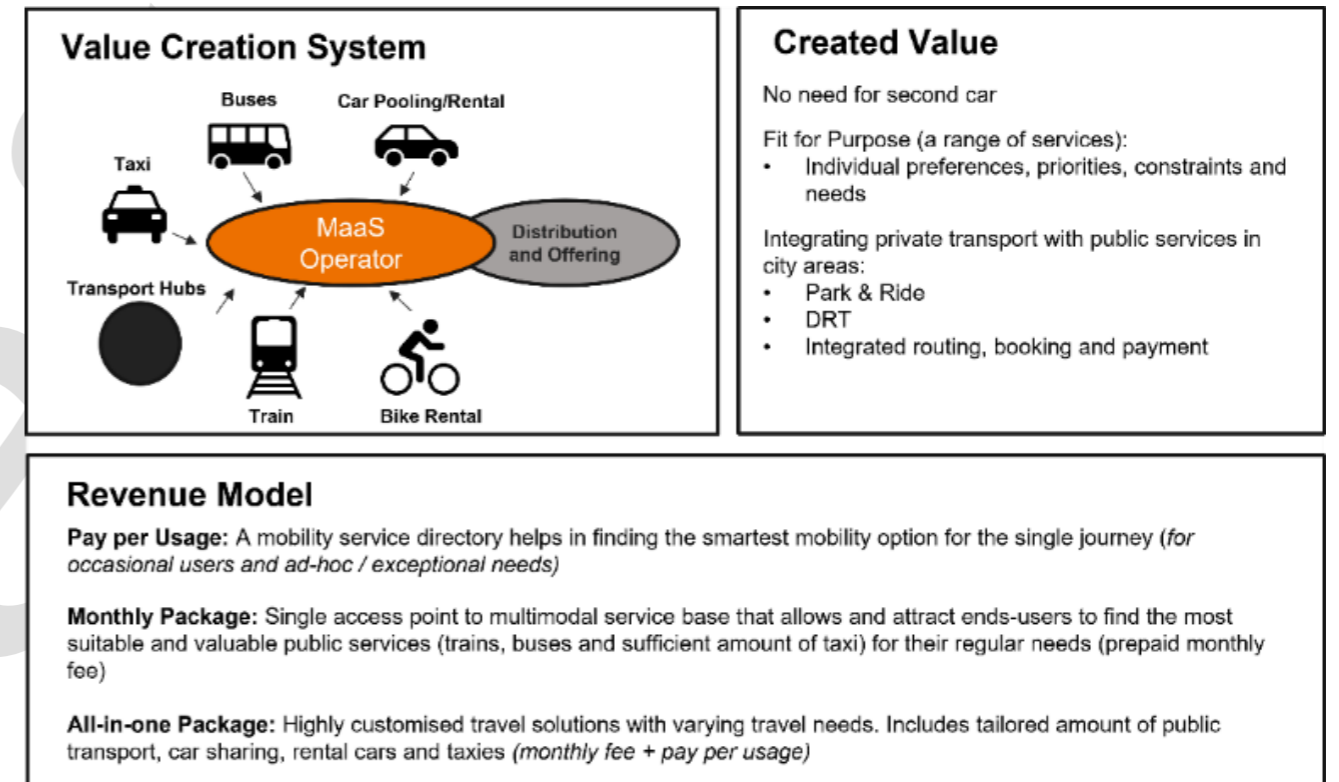 Value Creation System
Buses
Car Pooling/Rental
Taxi
MaaS
Operator
Distribution
and Offering
Transport Hubs
Train
Bike Rental
Created Value
No need for second car
Fit for Purpose (a range of services):
• Individual preferences, priorities, constraints and
needs
Integrating private transport with public services in
city areas:
• Park & Ride
• DRT
• Integrated routing, booking and payment
Revenue Model
Pay per Usage: A mobility service directory helps in finding the smartest mobility option for the single journey (for
occasional users and ad-hoc / exceptional needs)
Monthly Package: Single access point to multimodal service base that allows and attract ends-users to find the most
suitable and valuable public services (trains, buses and sufficient amount of taxi) for their regular needs (prepaid monthly
fee)
All-in-one Package: Highly customised travel solutions with varying travel needs. Includes tailored amount of public
transport, car sharing, rental cars and taxies (monthly fee + pay per usage)